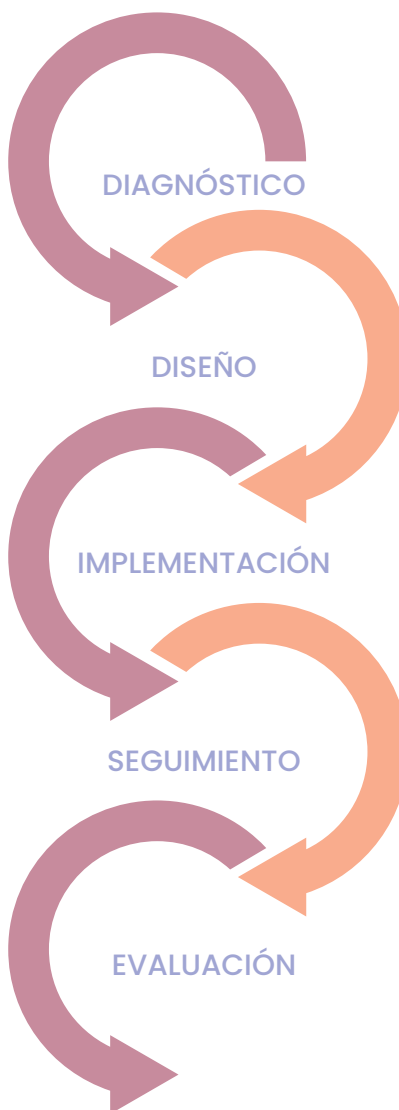 DIAGNÓSTICO
DISEÑO
IMPLEMENTACIÓN
SEGUIMIENTO
EVALUACIÓN